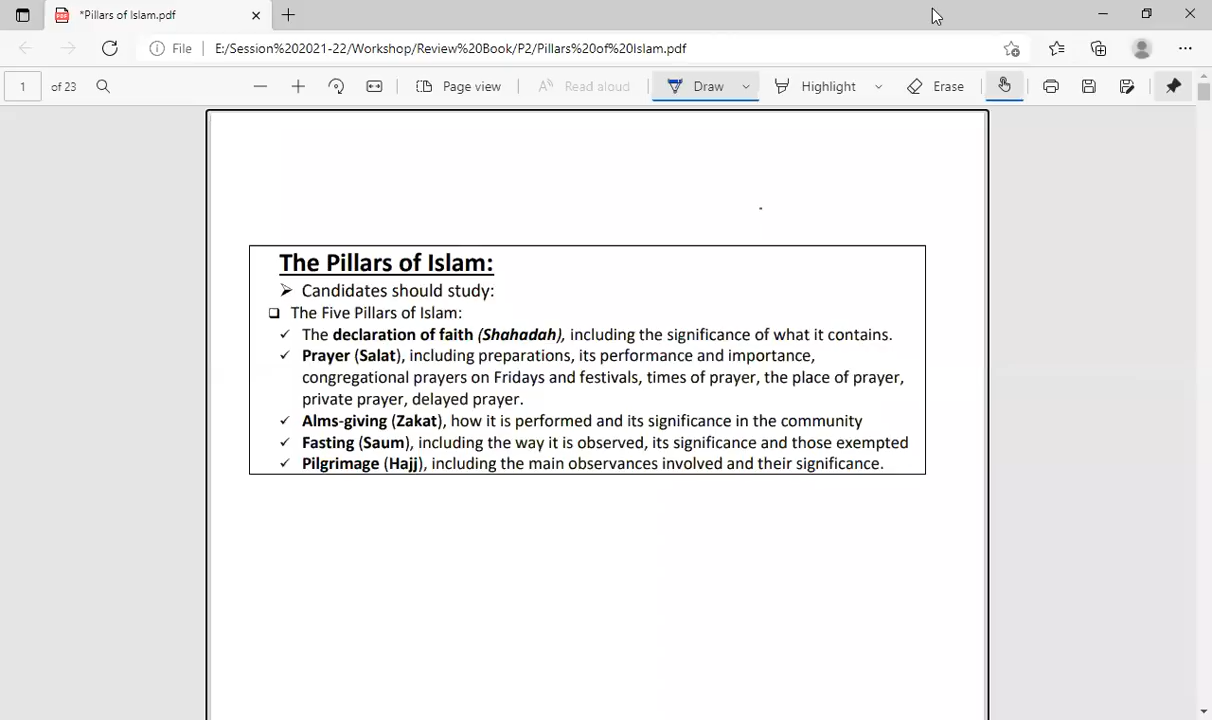 *Pillars of Islam.pdf
File
E:/Session%202021-22/Workshop/Review%20Book/P2/Pillars%20of%20Islam.pdf
1 of 23
Page view
Read aloud
Draw
Highlight
Erase
The Pillars of Islam:
➤ Candidates should study:
❑ The Five Pillars of Islam:
✓ The declaration of faith (Shahadah), including the significance of what it contains.
✓ Prayer (Salat), including preparations, its performance and importance,
congregational prayers on Fridays and festivals, times of prayer, the place of prayer,
private prayer, delayed prayer.
✓ Alms-giving (Zakat), how it is performed and its significance in the community
✓ Fasting (Saum), including the way it is observed, its significance and those exempted
✓ Pilgrimage (Hajj), including the main observances involved and their significance.